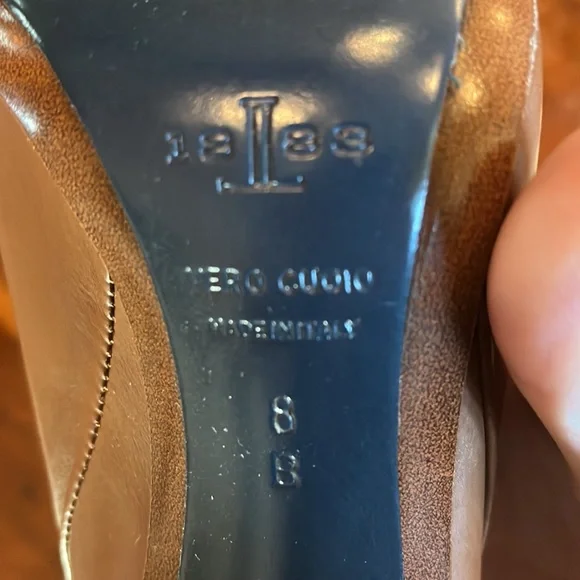 18 83
VERO CUOIO
MADE IN ITALY
8
B